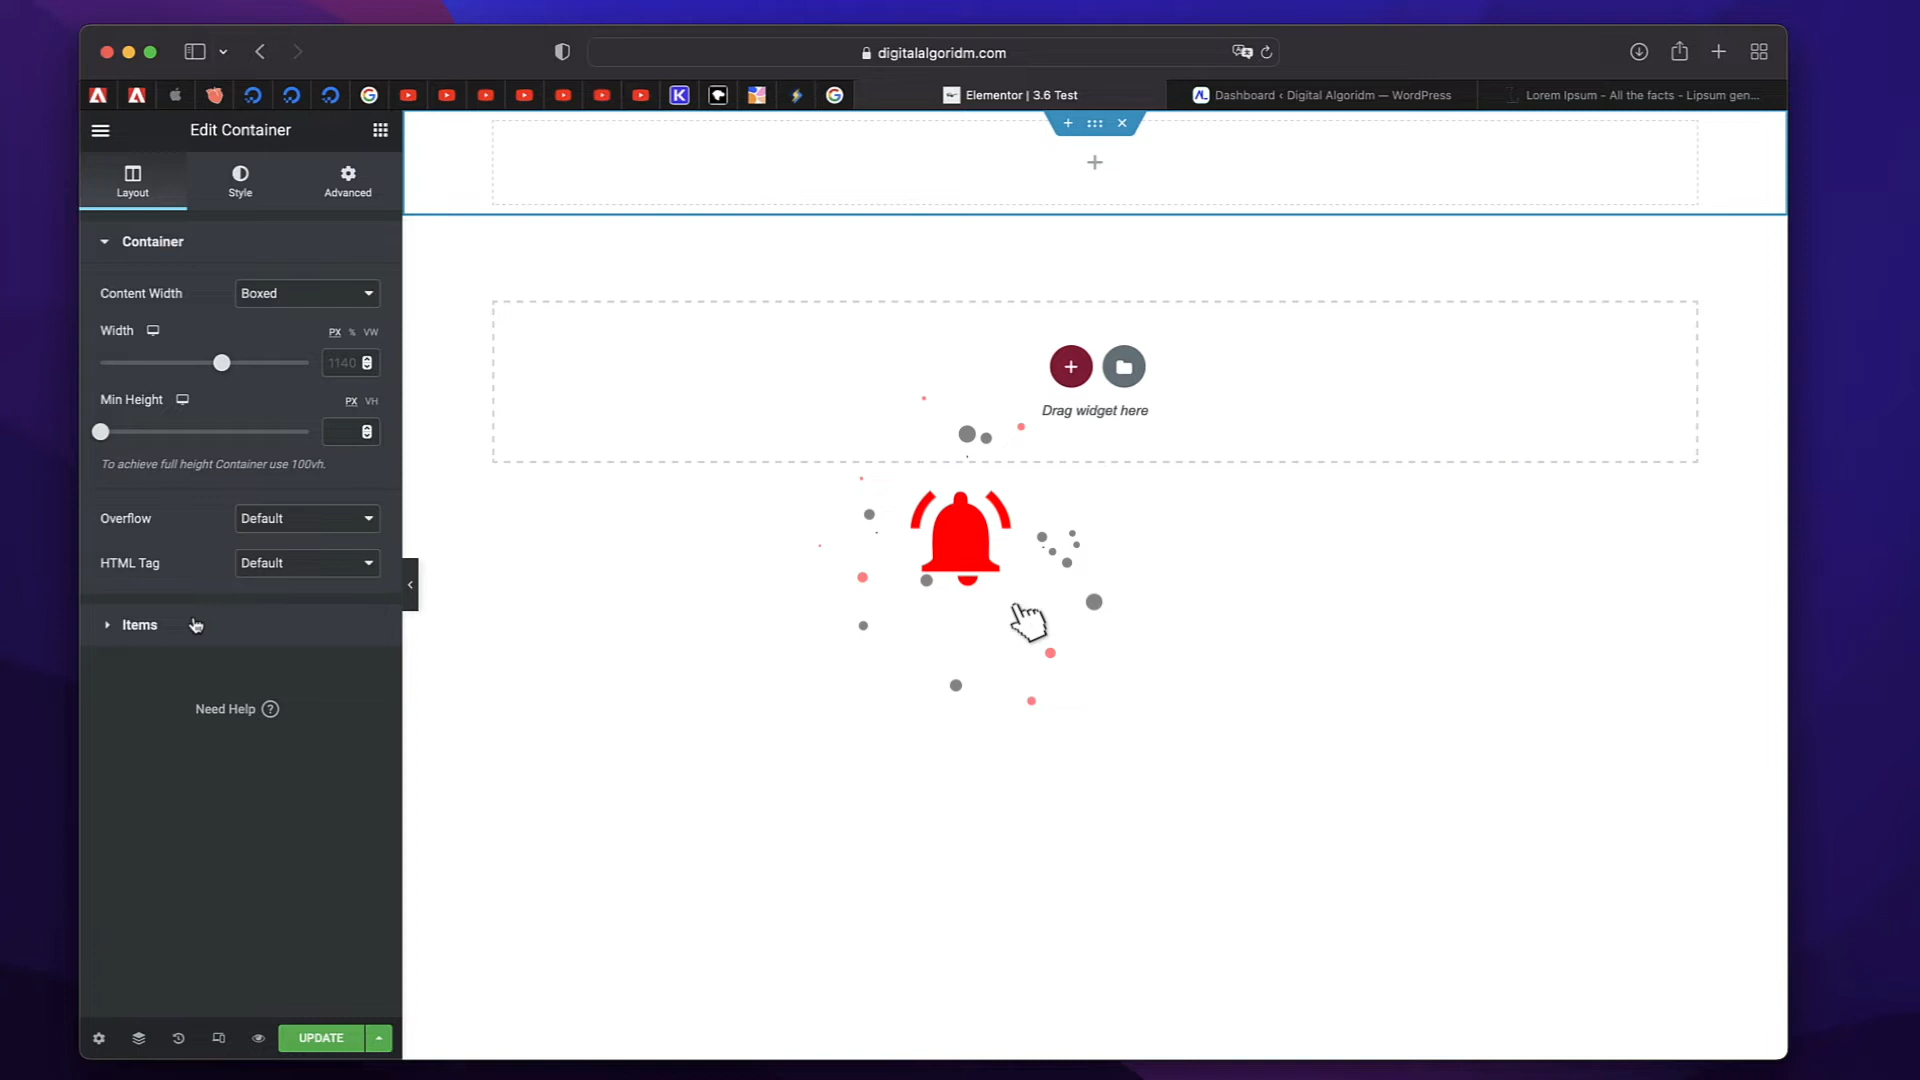 digitalalgoridm.com
Elementor | 3.6 Test
Dashboard ‹ Digital Algoridm — WordPress
Lorem Ipsum - All the facts - Lipsum gen...
Edit Container
Layout
Style
Advanced
Container
Content Width
Boxed
Width
PX % VW
1140
Min Height
PX VH
To achieve full height Container use 100vh.
Overflow
Default
HTML Tag
Default
Items
Need Help ?
UPDATE
Drag widget here